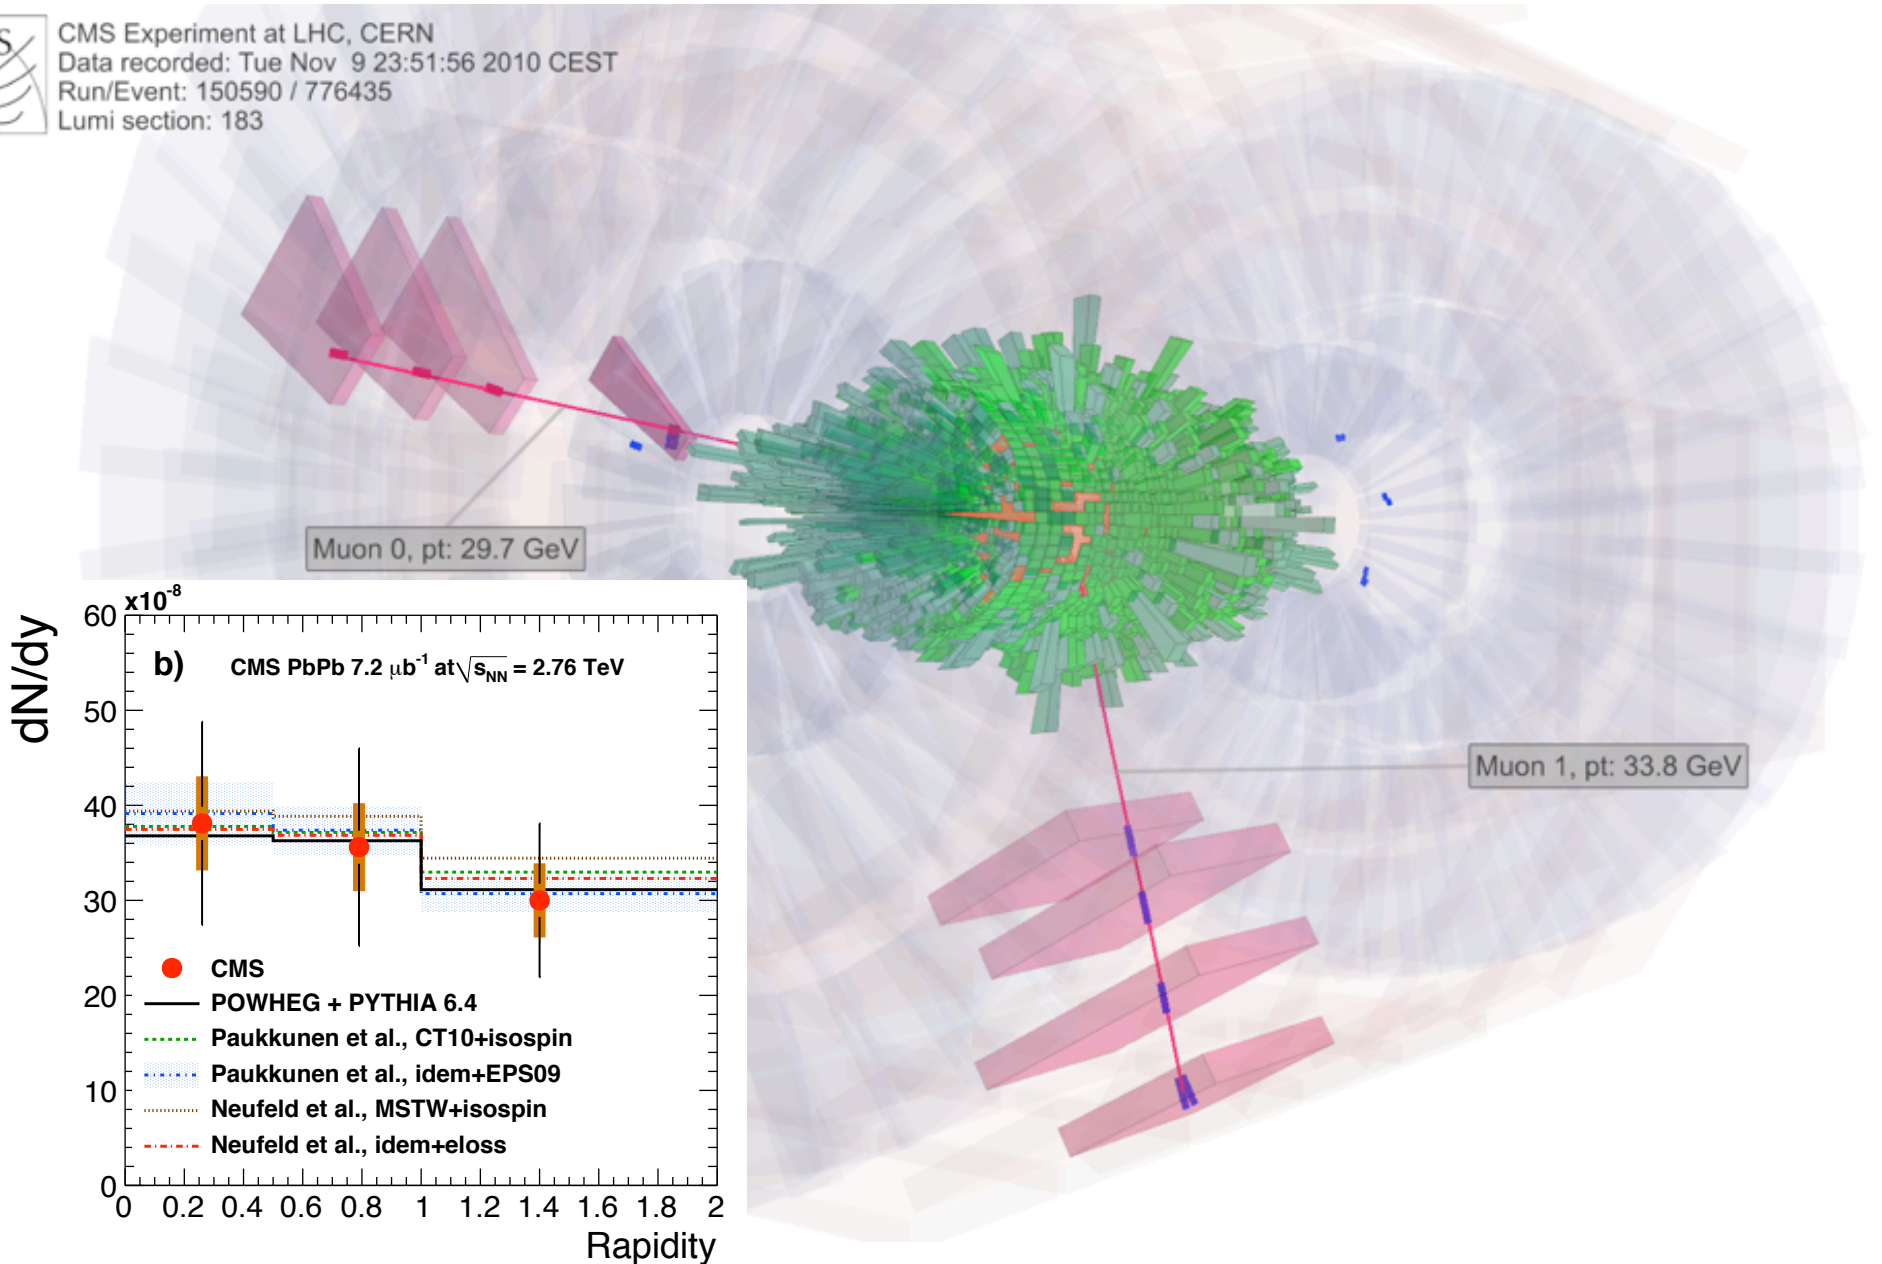 CMS Experiment at LHC, CERN
Data recorded: Tue Nov 9 23:51:56 2010 CEST
Run/Event: 150590 / 776435
Lumi section: 183
Muon 0, pt: 29.7 GeV
Muon 1, pt: 33.8 GeV
x10⁻⁸
dN/dy
b) CMS PbPb 7.2 μb⁻¹ at √s_NN = 2.76 TeV
60
50
40
30
20
10
0
CMS
POWHEG + PYTHIA 6.4
Paukkunen et al., CT10+isospin
Paukkunen et al., idem+EPS09
Neufeld et al., MSTW+isospin
Neufeld et al., idem+eloss
0 0.2 0.4 0.6 0.8 1 1.2 1.4 1.6 1.8 2
Rapidity